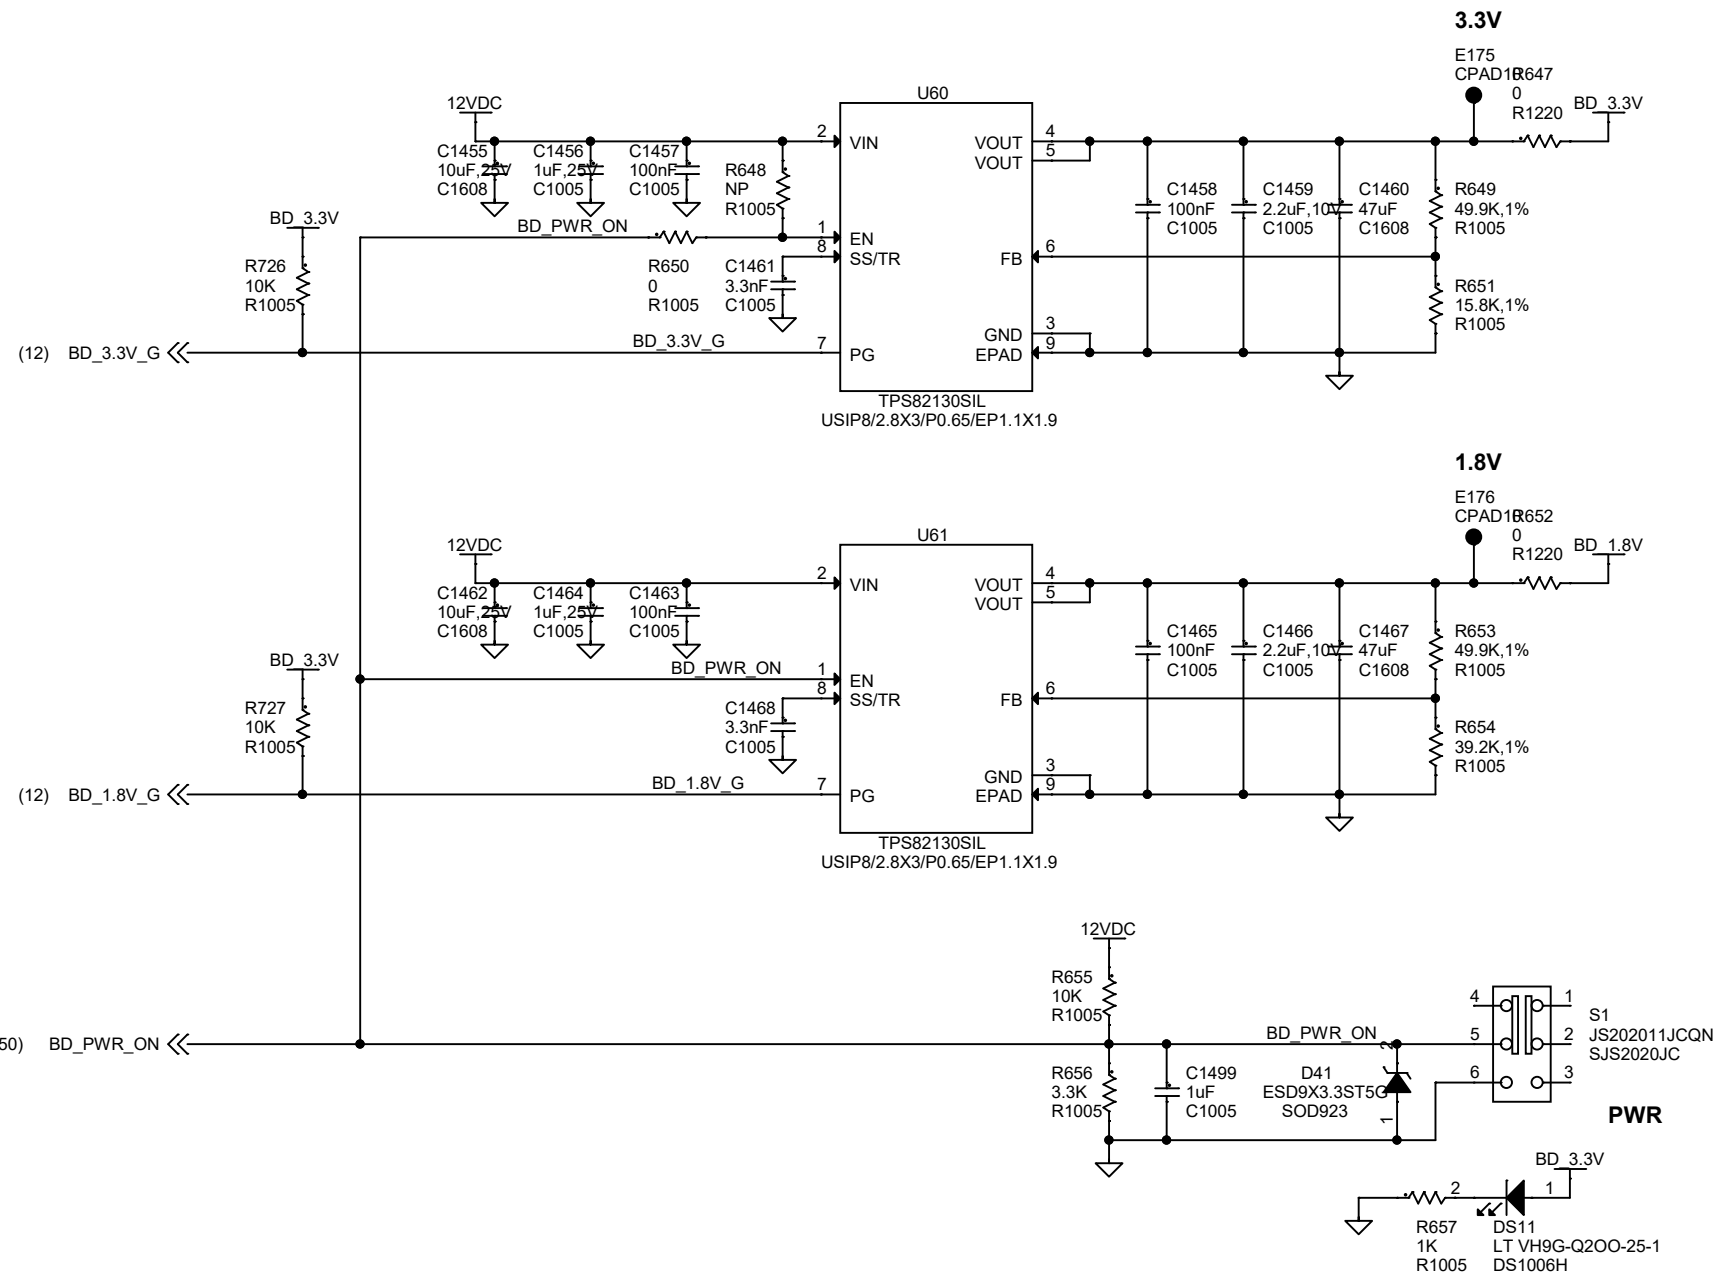 3.3V
E175
CPAD10
R647
0
R1220
BD_3.3V
U60
12VDC
2
VIN
VOUT
4
VOUT
5
C1455
10uF,25V
C1608
C1456
1uF,25V
C1005
C1457
100nF
C1005
R648
NP
R1005
C1458
100nF
C1005
C1459
2.2uF,10V
C1005
C1460
47uF
C1608
R649
49.9K,1%
R1005
BD_3.3V
BD_PWR_ON
1
EN
8
SS/TR
FB
6
R726
10K
R1005
R650
0
R1005
C1461
3.3nF
C1005
R651
15.8K,1%
R1005
GND
3
EPAD
9
(12)
BD_3.3V_G
BD_3.3V_G
7
PG
TPS82130SIL
USIP8/2.8X3/P0.65/EP1.1X1.9
1.8V
E176
CPAD10
R652
0
R1220
BD_1.8V
U61
12VDC
2
VIN
VOUT
4
VOUT
5
C1462
10uF,25V
C1608
C1464
1uF,25V
C1005
C1463
100nF
C1005
C1465
100nF
C1005
C1466
2.2uF,10V
C1005
C1467
47uF
C1608
R653
49.9K,1%
R1005
BD_3.3V
BD_PWR_ON
1
EN
8
SS/TR
FB
6
R727
10K
R1005
C1468
3.3nF
C1005
R654
39.2K,1%
R1005
GND
3
EPAD
9
(12)
BD_1.8V_G
BD_1.8V_G
7
PG
TPS82130SIL
USIP8/2.8X3/P0.65/EP1.1X1.9
12VDC
R655
10K
R1005
4
1
S1
JS202011JCQN
SJS2020JC
50)
BD_PWR_ON
BD_PWR_ON
2
5
2
R656
3.3K
R1005
C1499
1uF
C1005
D41
ESD9X3.3ST5G
SOD923
1
6
3
PWR
BD_3.3V
2
1
R657
1K
R1005
DS11
LT VH9G-Q2OO-25-1
DS1006H